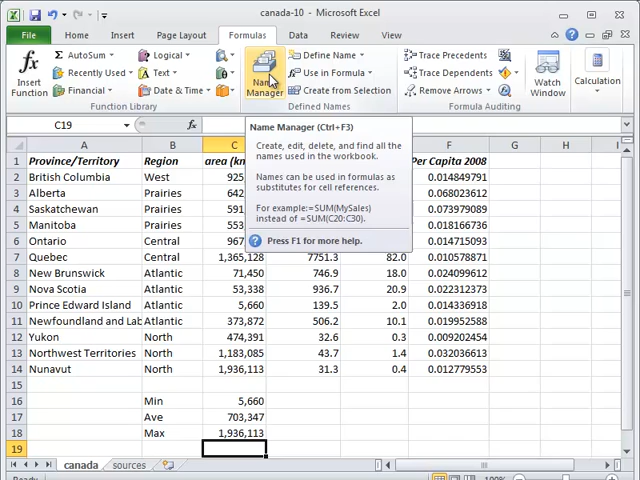 canada-10 - Microsoft Excel
File Home Insert Page Layout Formulas Data Review View
fx Insert Function
Σ AutoSum
Recently Used
Financial
Logical
Text
Date & Time
Function Library
Name Manager
Define Name
Use in Formula
Create from Selection
Defined Names
Trace Precedents
Trace Dependents
Remove Arrows
Formula Auditing
Watch Window
Calculation
C19 fx
Name Manager (Ctrl+F3)
Create, edit, delete, and find all the
names used in the workbook.
Names can be used in formulas as
substitutes for cell references.
For example:=SUM(MySales)
instead of =SUM(C20:C30).
Press F1 for more help.
A B C F G H I
1 Province/Territory Region area (km Per Capita 2008
2 British Columbia West 925, 0.014849791
3 Alberta Prairies 642 0.068023612
4 Saskatchewan Prairies 591 0.073979089
5 Manitoba Prairies 553 0.018166736
6 Ontario Central 967 0.014715093
7 Quebec Central 1,365,128 7751.3 82.0 0.010578871
8 New Brunswick Atlantic 71,450 746.9 18.0 0.024099612
9 Nova Scotia Atlantic 53,338 936.7 20.9 0.022312373
10 Prince Edward Island Atlantic 5,660 139.5 2.0 0.014336918
11 Newfoundland and Lab Atlantic 373,872 506.2 10.1 0.019952588
12 Yukon North 474,391 32.6 0.3 0.009202454
13 Northwest Territories North 1,183,085 43.7 1.4 0.032036613
14 Nunavut North 1,936,113 31.3 0.4 0.012779553
15
16 Min 5,660
17 Ave 703,347
18 Max 1,936,113
19
canada sources